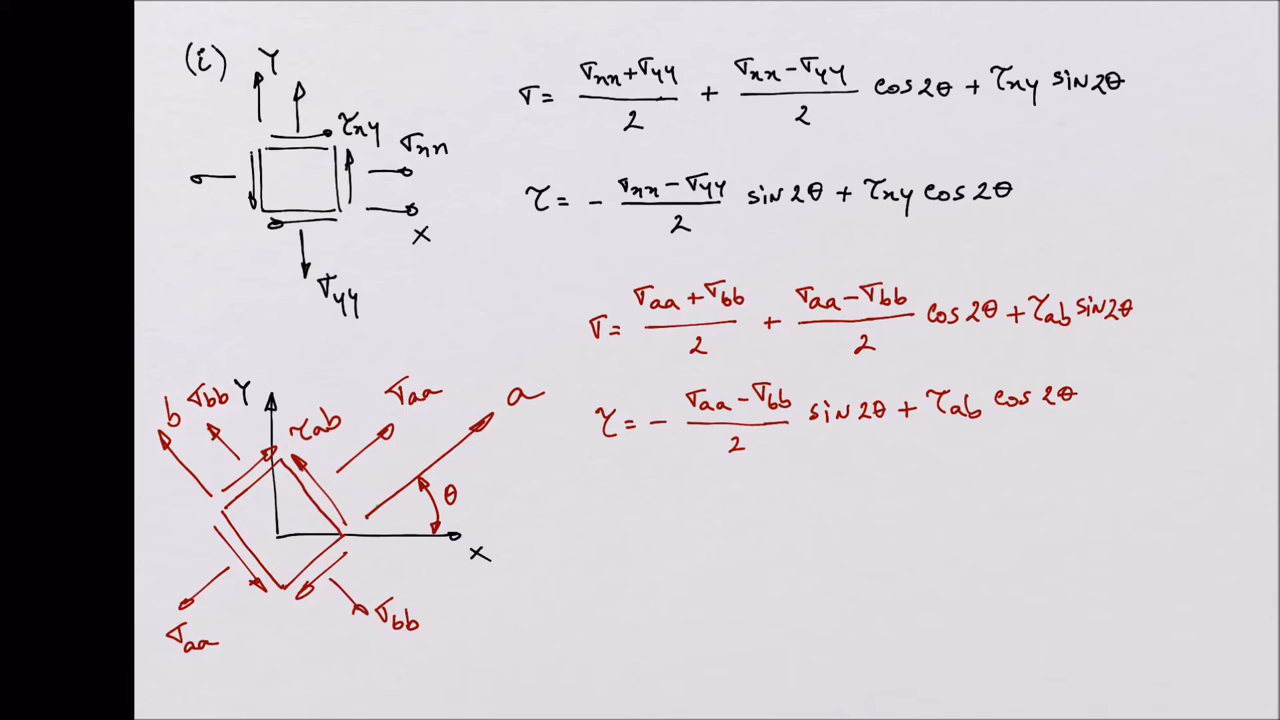 (i)
Y
τxy
σxx
X
σyy
σ = (σxx + σyy)/2 + (σxx − σyy)/2 cos 2θ + τxy sin 2θ
τ = − (σxx − σyy)/2 sin 2θ + τxy cos 2θ
σ = (σaa + σbb)/2 + (σaa − σbb)/2 cos 2θ + τab sin 2θ
τ = − (σaa − σbb)/2 sin 2θ + τab cos 2θ
b σbb Y τab σaa a
θ
X
σaa σbb